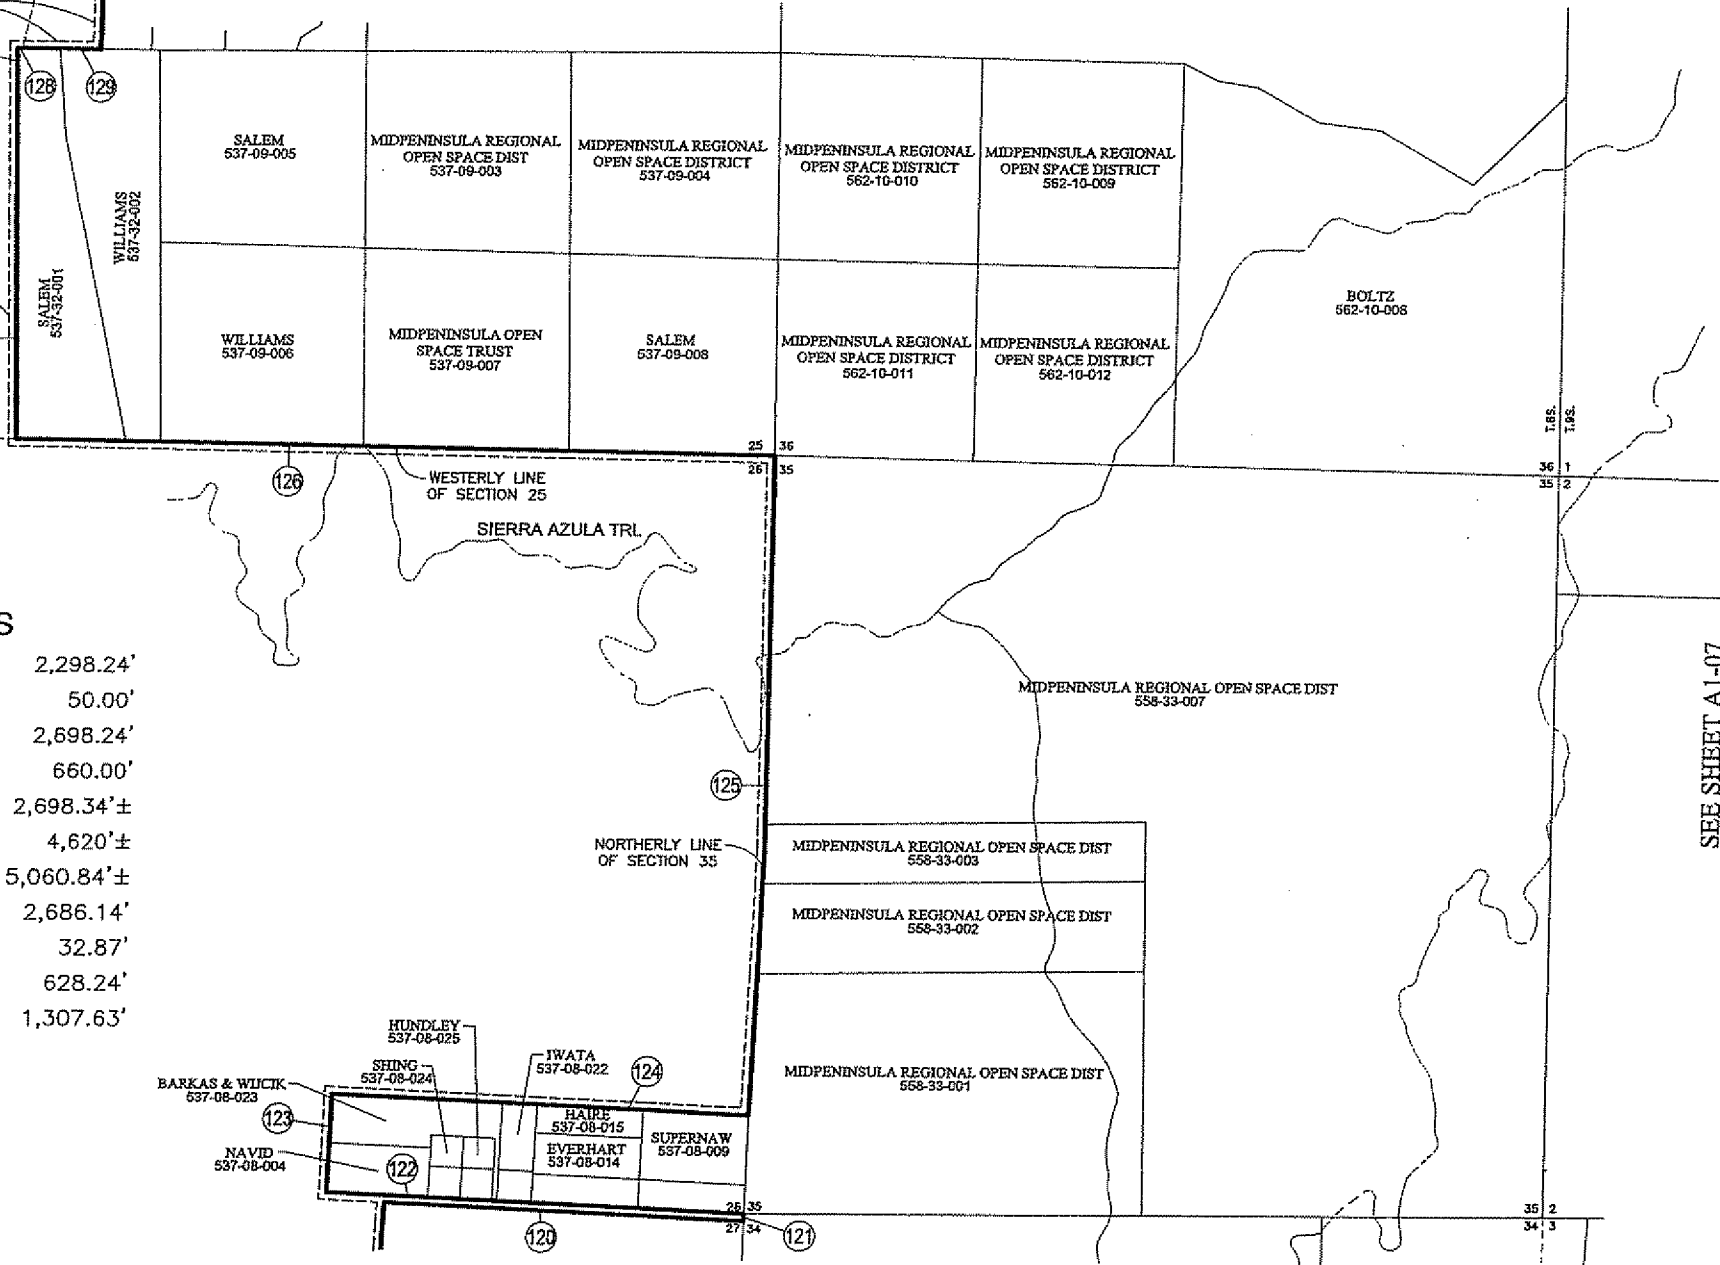 128
129
SALEM
537-09-005
MIDPENINSULA REGIONAL
OPEN SPACE DIST
537-09-003
MIDPENINSULA REGIONAL
OPEN SPACE DISTRICT
537-09-004
MIDPENINSULA REGIONAL
OPEN SPACE DISTRICT
562-10-010
MIDPENINSULA REGIONAL
OPEN SPACE DISTRICT
562-10-009
WILLIAMS
537-32-002
SALEM
537-32-001
WILLIAMS
537-09-006
MIDPENINSULA OPEN
SPACE TRUST
537-09-007
SALEM
537-09-008
MIDPENINSULA REGIONAL
OPEN SPACE DISTRICT
562-10-011
MIDPENINSULA REGIONAL
OPEN SPACE DISTRICT
562-10-012
BOLTZ
562-10-008
T.8S.
T.9S.
25 36
26 35
36 1
35 2
126
WESTERLY LINE
OF SECTION 25
SIERRA AZULA TRL.
S
2,298.24'
50.00'
2,698.24'
660.00'
2,698.34'±
4,620'±
5,060.84'±
2,686.14'
32.87'
628.24'
1,307.63'
MIDPENINSULA REGIONAL OPEN SPACE DIST
558-33-007
SEE SHEET A1-07
125
NORTHERLY LINE
OF SECTION 35
MIDPENINSULA REGIONAL OPEN SPACE DIST
558-33-003
MIDPENINSULA REGIONAL OPEN SPACE DIST
558-33-002
MIDPENINSULA REGIONAL OPEN SPACE DIST
558-33-001
HUNDLEY
537-08-025
SHING
537-08-024
IWATA
537-08-022
124
BARKAS & WIJCIK
537-08-023
123
NAVID
537-08-004
122
HAIRE
537-08-015
EVERHART
537-08-014
SUPERNAW
537-08-009
26 35
27 34
120
121
35 2
34 3